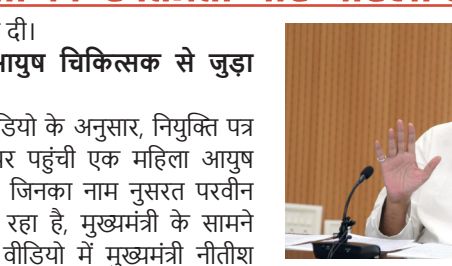 दी।
आयुष चिकित्सक से जुड़ा
के अनुसार, नियुक्ति पत्र
पहुंची एक महिला आयुष
जिनका नाम नुसरत परवीन
रहा है, मुख्यमंत्री के सामने
वीडियो में मुख्यमंत्री नीतीश